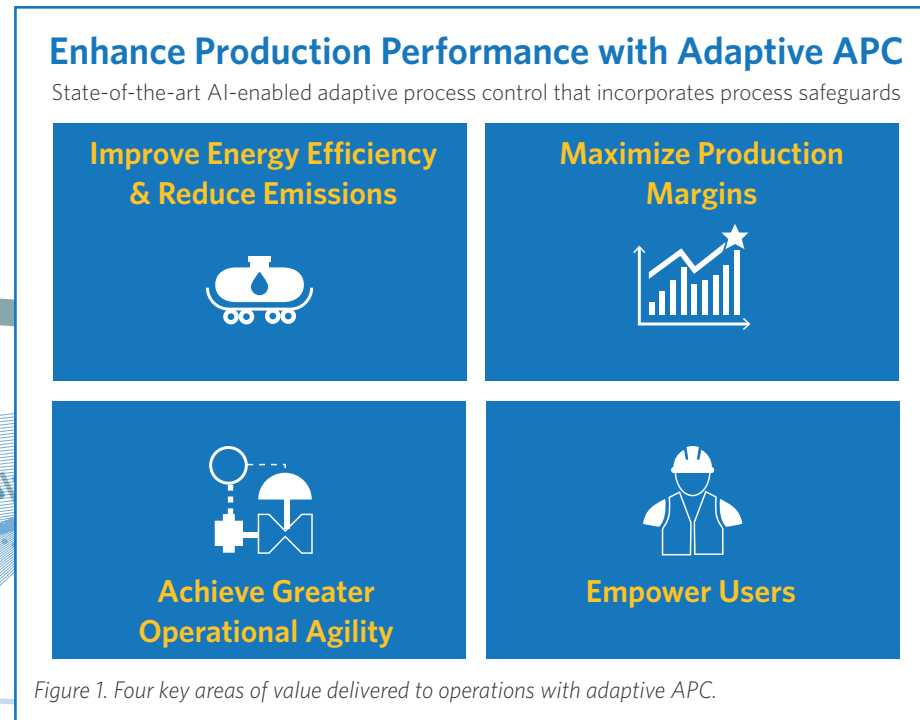 Enhance Production Performance with Adaptive APC
State-of-the-art AI-enabled adaptive process control that incorporates process safeguards
Improve Energy Efficiency
& Reduce Emissions
Maximize Production
Margins
Achieve Greater
Operational Agility
Empower Users
Figure 1. Four key areas of value delivered to operations with adaptive APC.